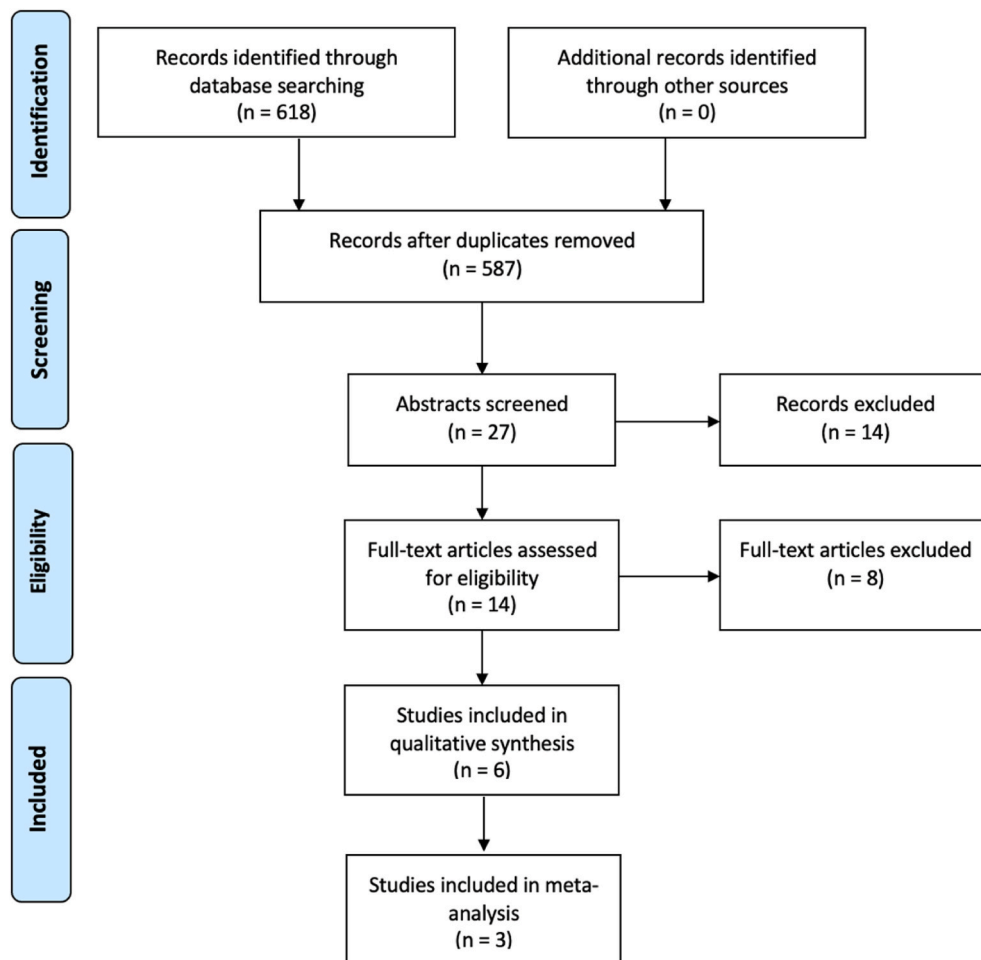 Identification
Records identified through
database searching
(n = 618)
Additional records identified
through other sources
(n = 0)
Screening
Records after duplicates removed
(n = 587)
Abstracts screened
(n = 27)
Records excluded
(n = 14)
Eligibility
Full-text articles assessed
for eligibility
(n = 14)
Full-text articles excluded
(n = 8)
Included
Studies included in
qualitative synthesis
(n = 6)
Studies included in meta-
analysis
(n = 3)